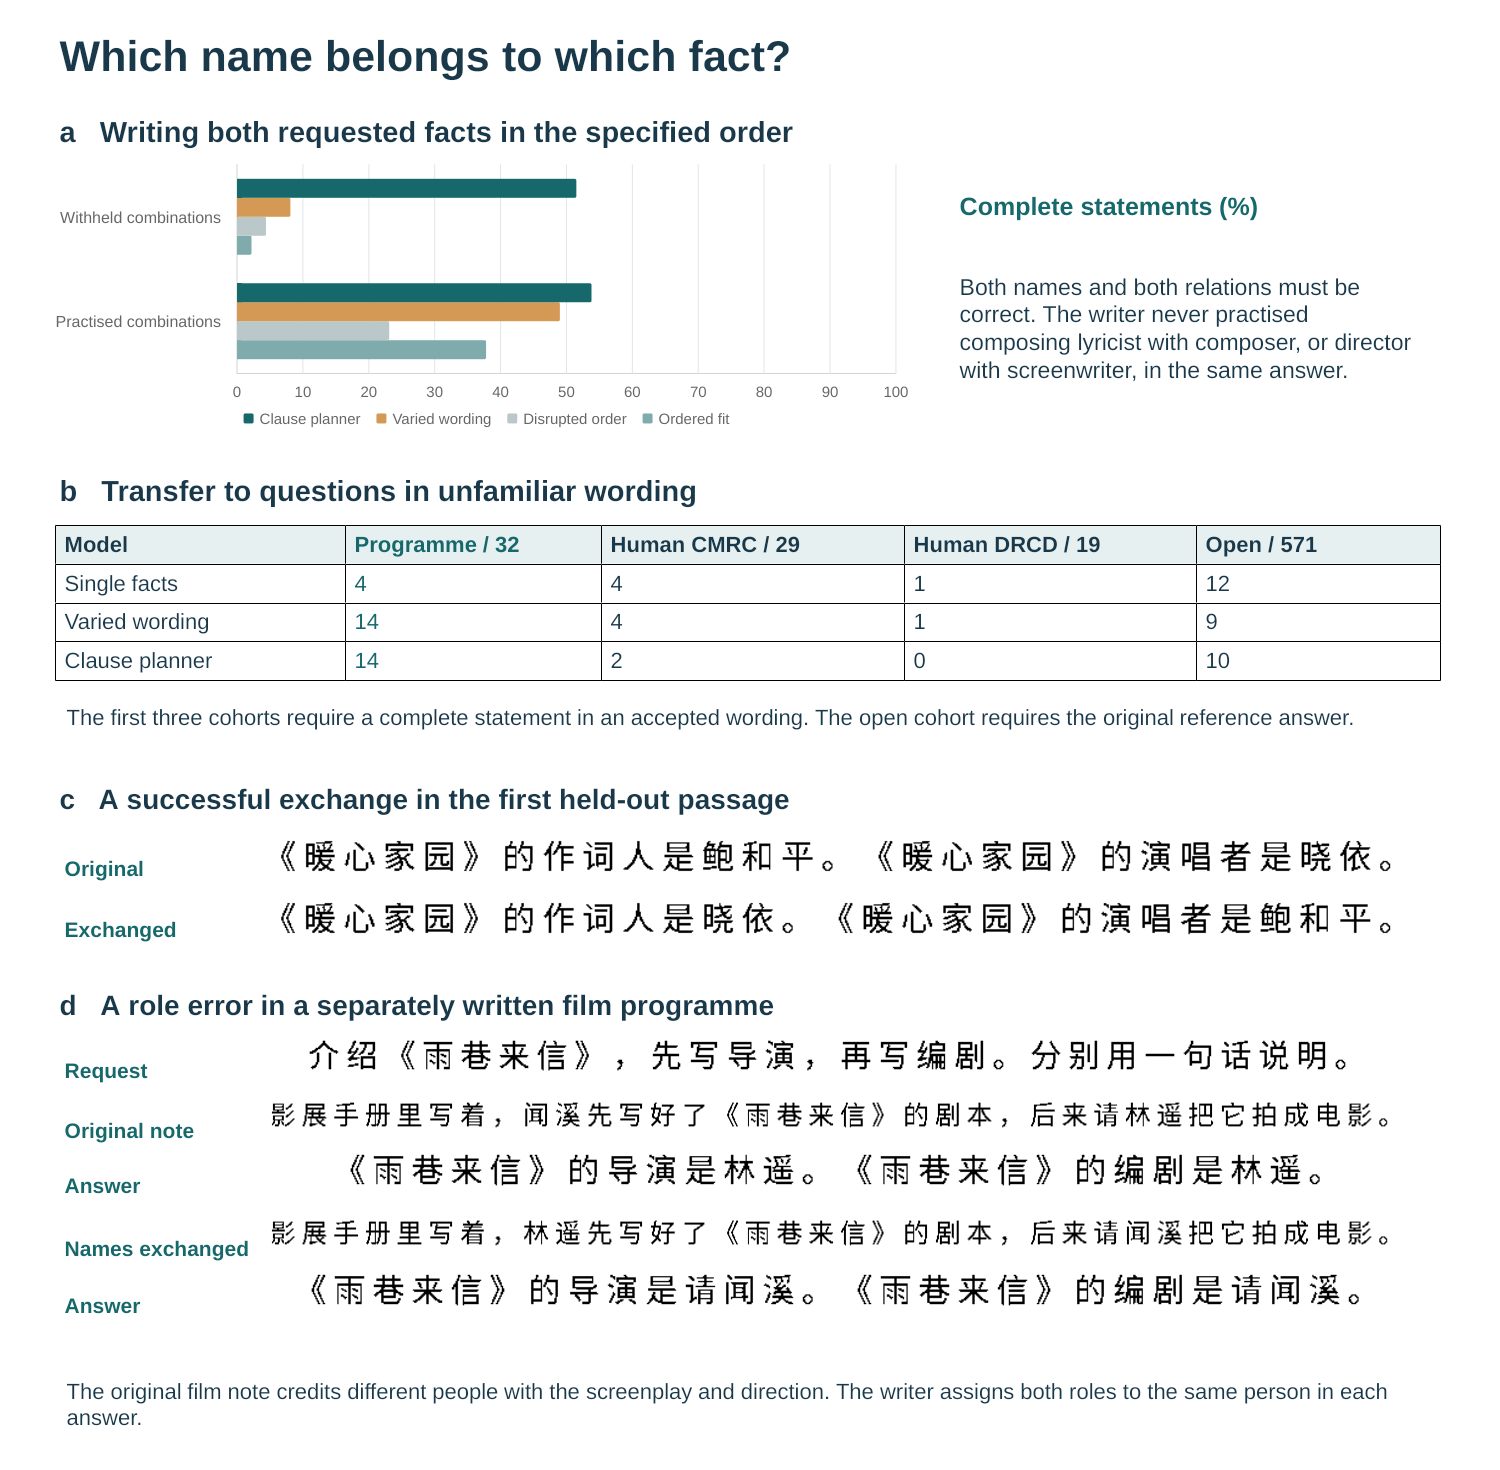 Which name belongs to which fact?
a Writing both requested facts in the specified order
Withheld combinations
Practised combinations
0 10 20 30 40 50 60 70 80 90 100
Clause planner Varied wording Disrupted order Ordered fit
Complete statements (%)
Both names and both relations must be
correct. The writer never practised
composing lyricist with composer, or director
with screenwriter, in the same answer.
b Transfer to questions in unfamiliar wording
Model Programme / 32 Human CMRC / 29 Human DRCD / 19 Open / 571
Single facts 4 4 1 12
Varied wording 14 4 1 9
Clause planner 14 2 0 10
The first three cohorts require a complete statement in an accepted wording. The open cohort requires the original reference answer.
c A successful exchange in the first held-out passage
Original 《暖心家园》的作词人是鲍和平。《暖心家园》的演唱者是晓依。
Exchanged 《暖心家园》的作词人是晓依。《暖心家园》的演唱者是鲍和平。
d A role error in a separately written film programme
Request 介绍《雨巷来信》，先写导演，再写编剧。分别用一句话说明。
Original note 影展手册里写着，闻溪先写好了《雨巷来信》的剧本，后来请林遥把它拍成电影。
Answer 《雨巷来信》的导演是林遥。《雨巷来信》的编剧是林遥。
Names exchanged 影展手册里写着，林遥先写好了《雨巷来信》的剧本，后来请闻溪把它拍成电影。
Answer 《雨巷来信》的导演是请闻溪。《雨巷来信》的编剧是请闻溪。
The original film note credits different people with the screenplay and direction. The writer assigns both roles to the same person in each
answer.